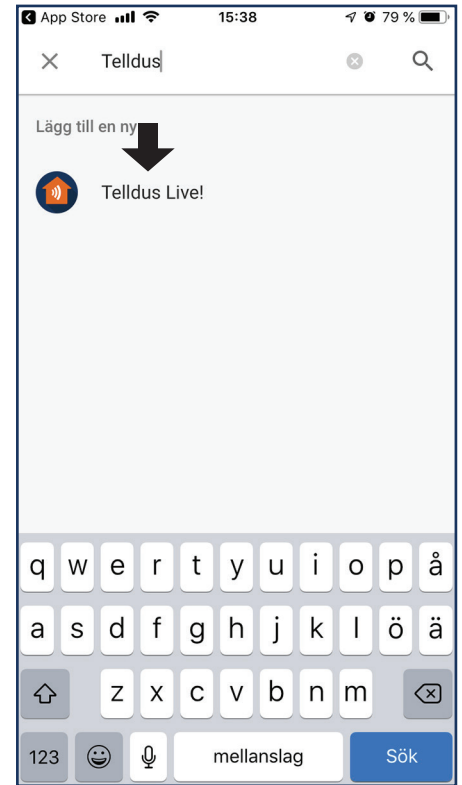 App Store 15:38 79 %
Telldus
Lägg till en ny
Telldus Live!
q w e r t y u i o p å
a s d f g h j k l ö ä
z x c v b n m
123 mellanslag Sök